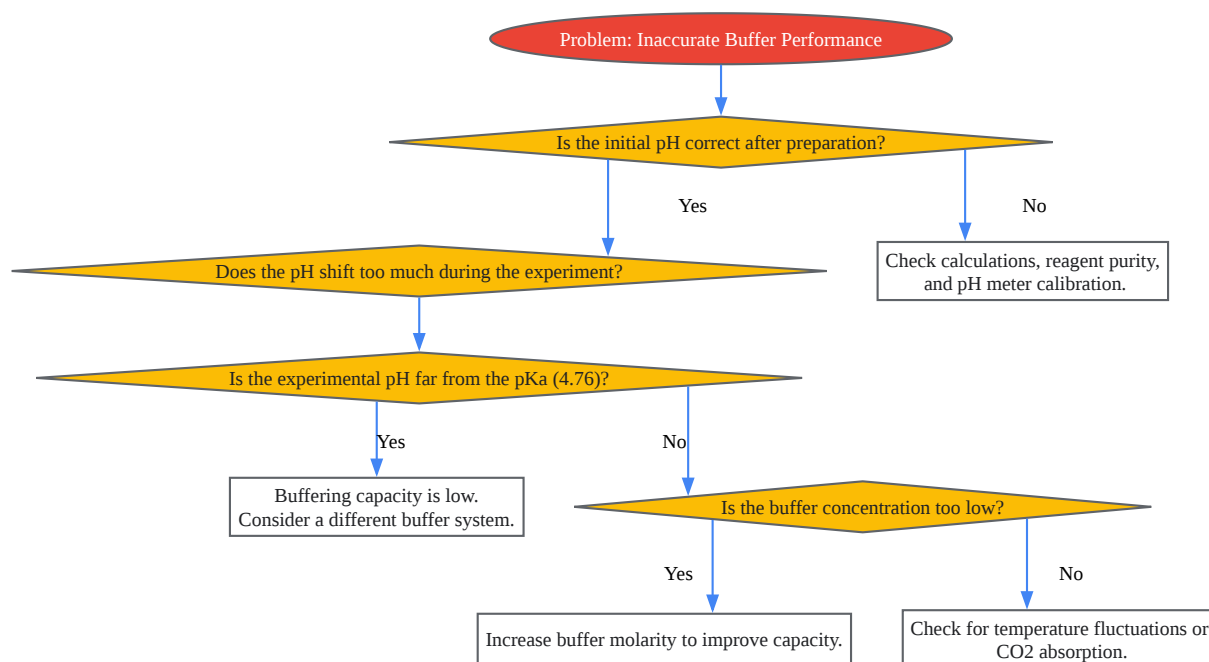 Problem: Inaccurate Buffer Performance
Is the initial pH correct after preparation?
Yes
No
Does the pH shift too much during the experiment?
Check calculations, reagent purity,
and pH meter calibration.
Is the experimental pH far from the pKa (4.76)?
Yes
No
Buffering capacity is low.
Consider a different buffer system.
Is the buffer concentration too low?
Yes
No
Increase buffer molarity to improve capacity.
Check for temperature fluctuations or
CO2 absorption.